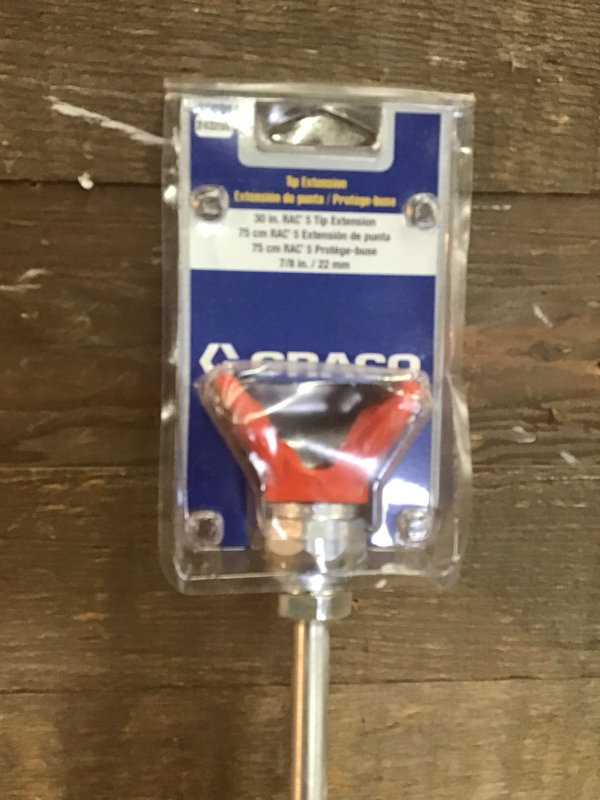 Tip Extension
Extensión de punta / Protège-buse
30 in. RAC 5 Tip Extension
75 cm RAC 5 Extensión de punta
75 cm RAC 5 Protège-buse
7/8 in. / 22 mm
GRACO